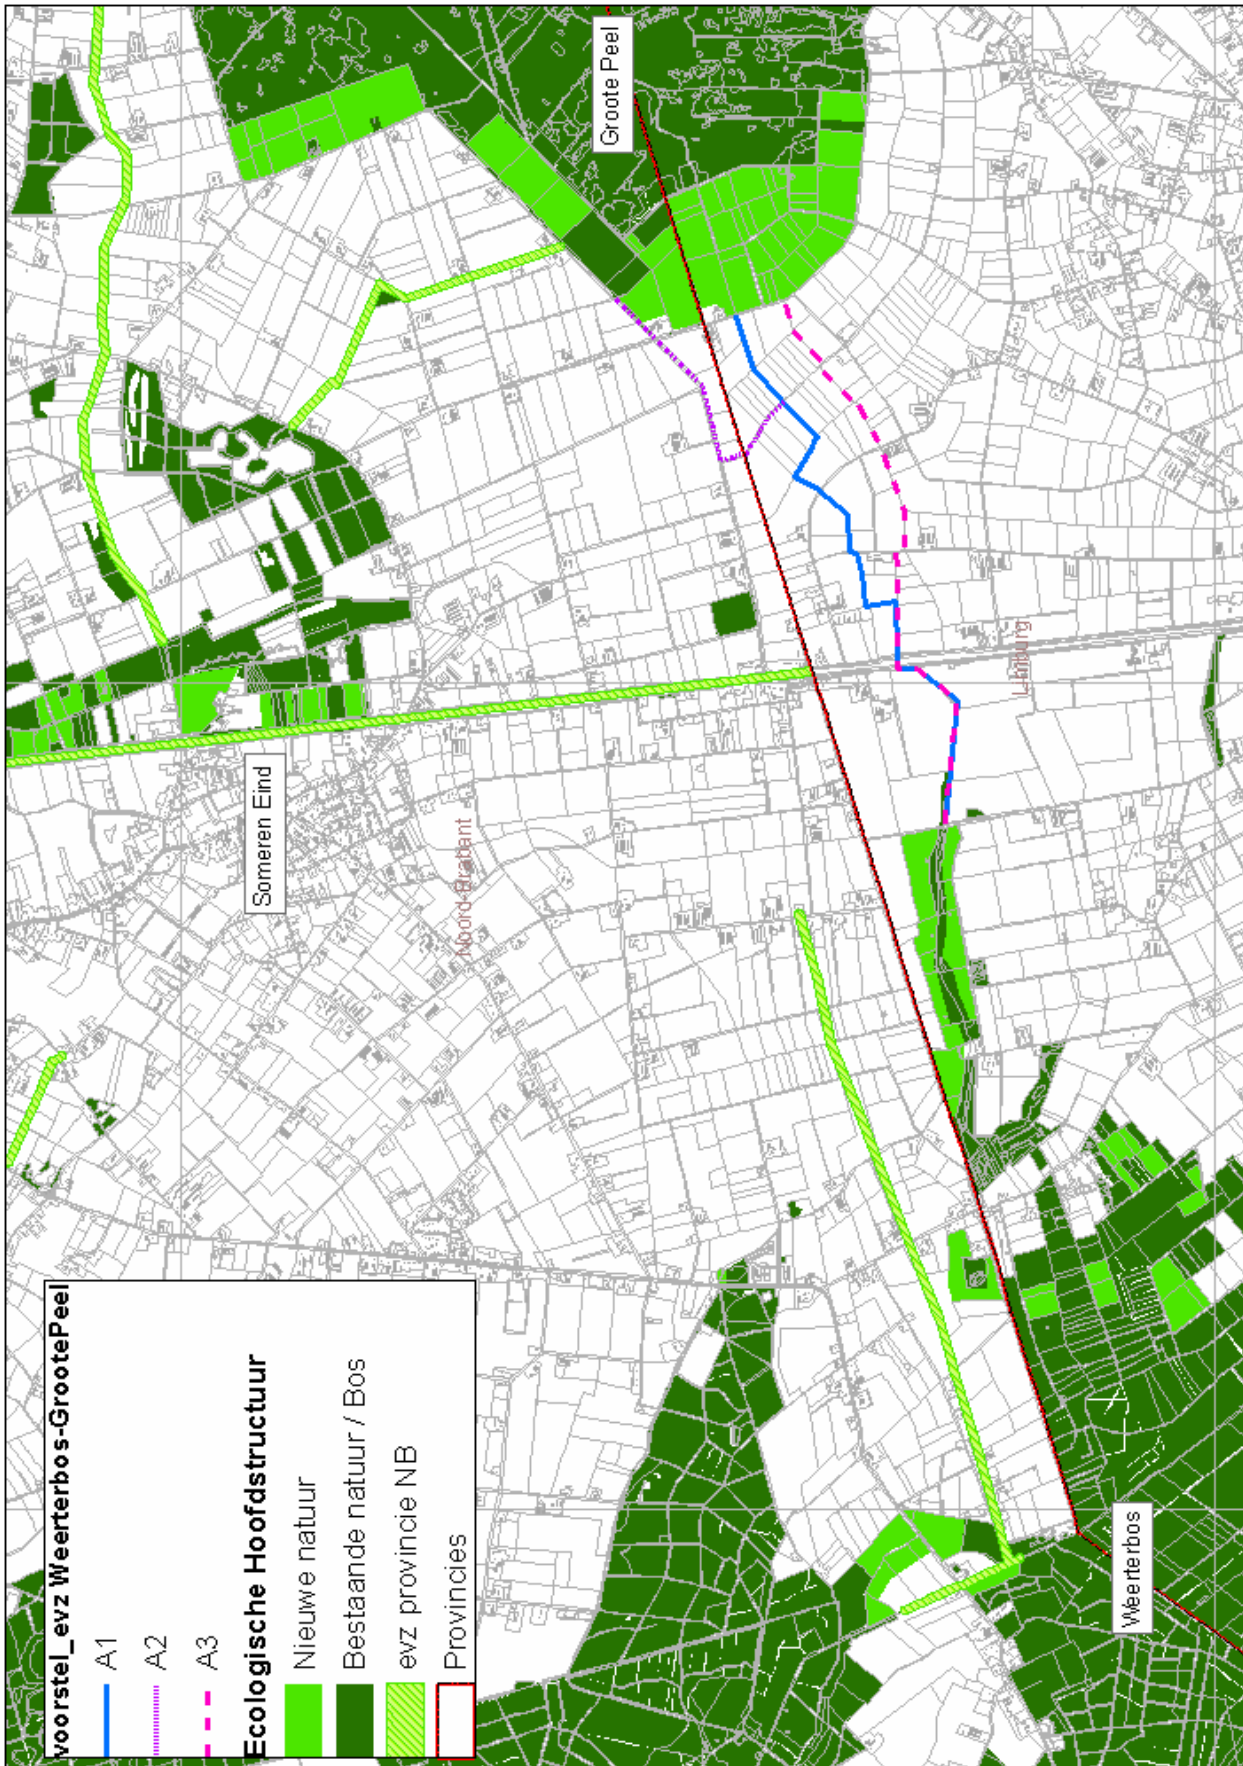 voorstel_evz Weerterbos-GrootePeel
A1
A2
A3
Ecologische Hoofdstructuur
Nieuwe natuur
Bestaande natuur / Bos
evz provincie NB
Provincies
Someren Eind
Noord-Brabant
Groote Peel
Limburg
Weerterbos